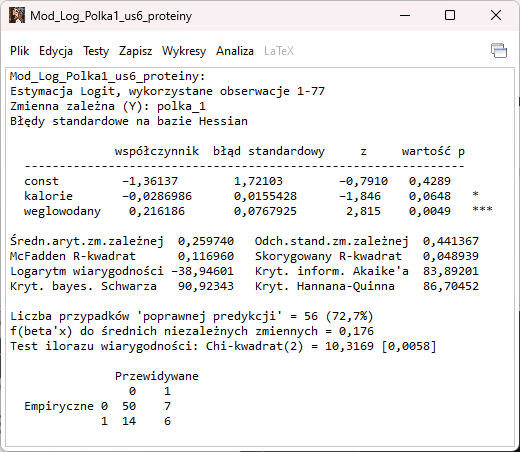 Mod_Log_Polka1_us6_proteiny
Plik Edycja Testy Zapisz Wykresy Analiza LaTeX
Mod_Log_Polka1_us6_proteiny:
Estymacja Logit, wykorzystane obserwacje 1-77
Zmienna zależna (Y): polka_1
Błędy standardowe na bazie Hessian
współczynnik błąd standardowy z wartość p
---------------------------------------------------------------
const −1,36137 1,72103 −0,7910 0,4289
kalorie −0,0286986 0,0155428 −1,846 0,0648 *
weglowodany 0,216186 0,0767925 2,815 0,0049 ***
Średn.aryt.zm.zależnej 0,259740 Odch.stand.zm.zależnej 0,441367
McFadden R-kwadrat 0,116960 Skorygowany R-kwadrat 0,048939
Logarytm wiarygodności −38,94601 Kryt. inform. Akaike'a 83,89201
Kryt. bayes. Schwarza 90,92343 Kryt. Hannana-Quinna 86,70452
Liczba przypadków 'poprawnej predykcji' = 56 (72,7%)
f(beta'x) do średnich niezależnych zmiennych = 0,176
Test ilorazu wiarygodności: Chi-kwadrat(2) = 10,3169 [0,0058]
Przewidywane
0 1
Empiryczne 0 50 7
1 14 6